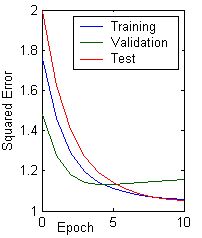 2
1.8
1.6
1.4
1.2
1
Squared Error
Training
Validation
Test
0
5
10
Epoch